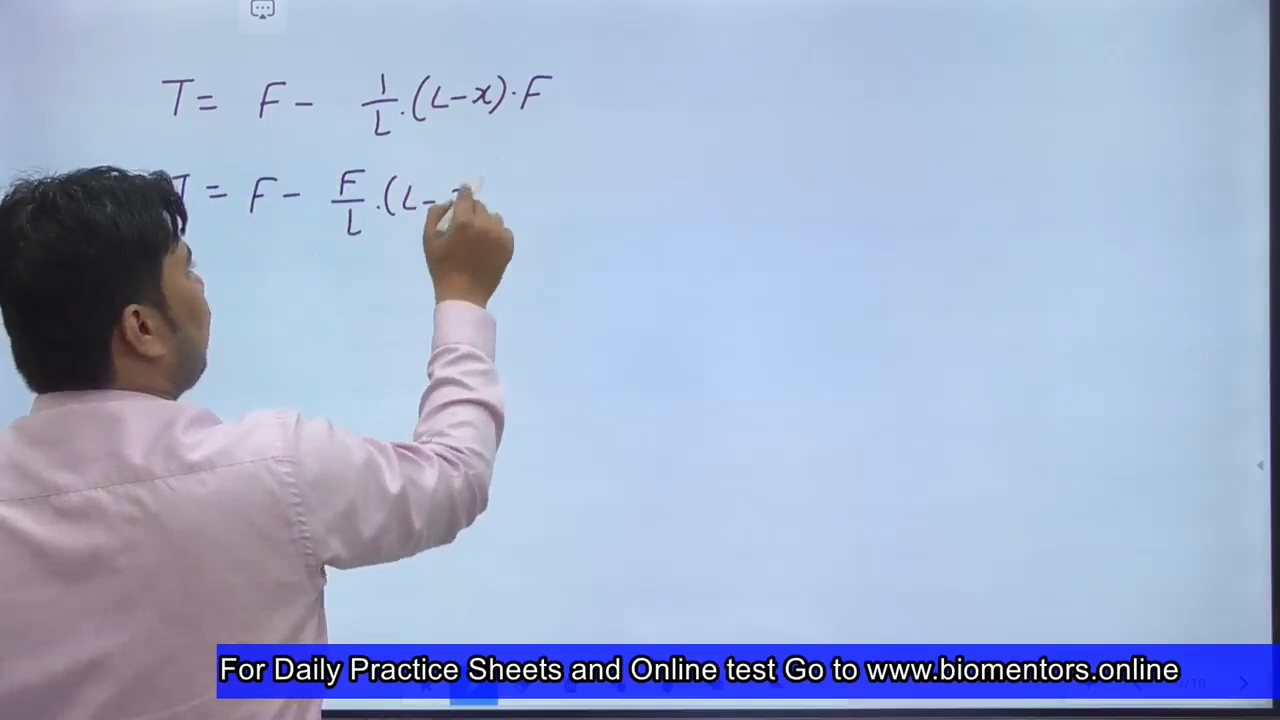 T = F - 1/L · (L-x) · F
T = F - F/L · (L-
For Daily Practice Sheets and Online test Go to www.biomentors.online